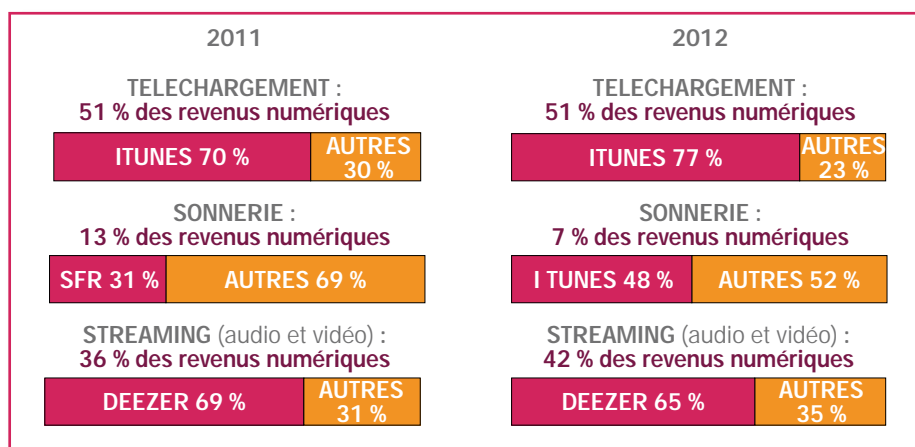 2011
TELECHARGEMENT :
51 % des revenus numériques
ITUNES 70 %
AUTRES
30 %
SONNERIE :
13 % des revenus numériques
SFR 31 %
AUTRES 69 %
STREAMING (audio et vidéo) :
36 % des revenus numériques
DEEZER 69 %
AUTRES
31 %
2012
TELECHARGEMENT :
51 % des revenus numériques
ITUNES 77 %
AUTRES
23 %
SONNERIE :
7 % des revenus numériques
I TUNES 48 %
AUTRES 52 %
STREAMING (audio et vidéo) :
42 % des revenus numériques
DEEZER 65 %
AUTRES
35 %